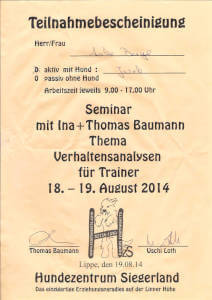 Teilnahmebescheinigung
Herr/Frau
D aktiv mit Hund :
O passiv ohne Hund
Arbeitszeit jeweils 9.00 - 17.00 Uhr
Seminar
mit Ina+Thomas Baumann
Thema
Verhaltensanalysen
für Trainer
18. – 19. August 2014
Thomas Baumann
Uschi Loth
Lippe, den 19.08.14
Hundezentrum Siegerland
Das einzigartige Erziehungsparadies auf der Lipper Höhe